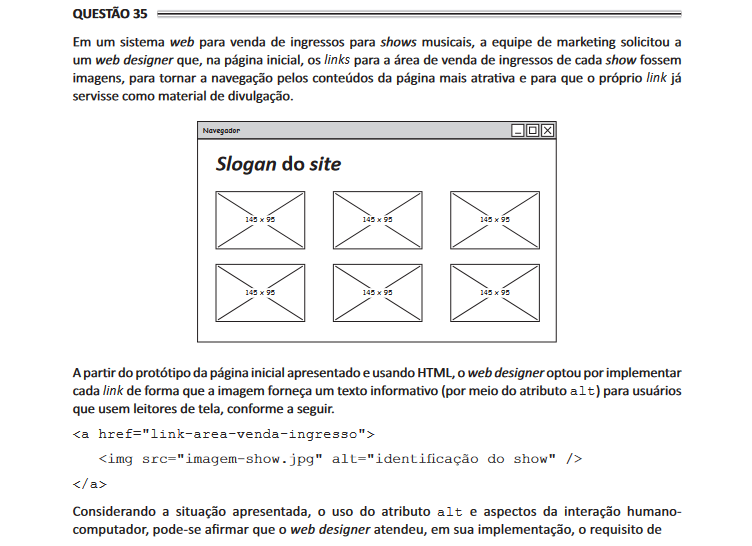 QUESTÃO 35
Em um sistema web para venda de ingressos para shows musicais, a equipe de marketing solicitou a
um web designer que, na página inicial, os links para a área de venda de ingressos de cada show fossem
imagens, para tornar a navegação pelos conteúdos da página mais atrativa e para que o próprio link já
servisse como material de divulgação.
Navegador
Slogan do site
145 x 95 145 x 95 145 x 95
145 x 95 145 x 95 145 x 95
A partir do protótipo da página inicial apresentado e usando HTML, o web designer optou por implementar
cada link de forma que a imagem forneça um texto informativo (por meio do atributo alt) para usuários
que usem leitores de tela, conforme a seguir.
<a href="link-area-venda-ingresso">
<img src="imagem-show.jpg" alt="identificação do show" />
</a>
Considerando a situação apresentada, o uso do atributo alt e aspectos da interação humano-
computador, pode-se afirmar que o web designer atendeu, em sua implementação, o requisito de